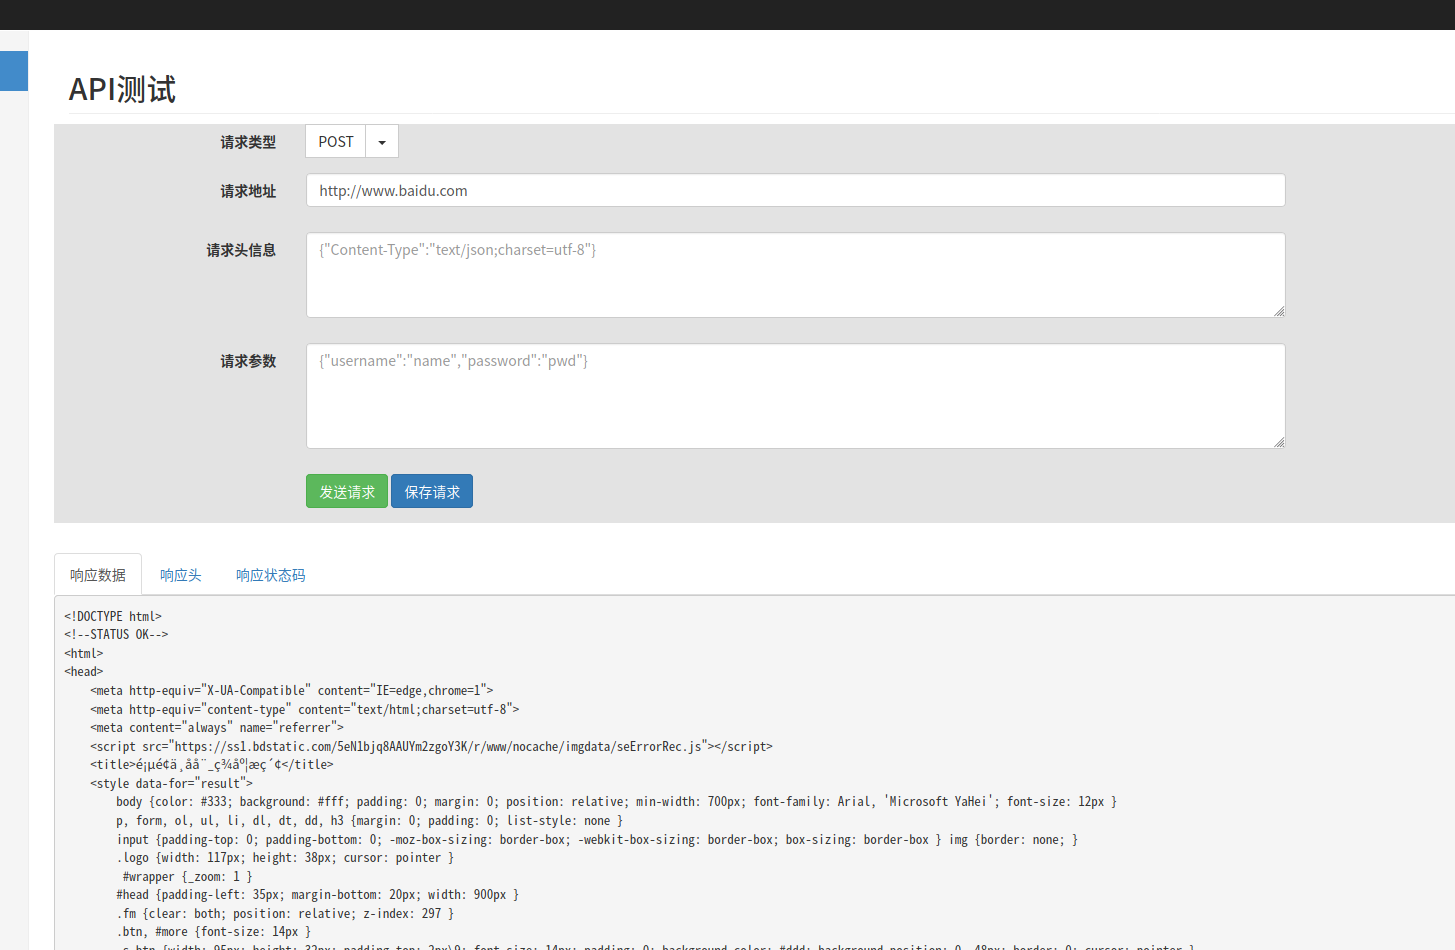 API测试
请求类型 POST
请求地址 http://www.baidu.com
请求头信息 {"Content-Type":"text/json;charset=utf-8"}
请求参数 {"username":"name","password":"pwd"}
发送请求 保存请求
响应数据 响应头 响应状态码
<!DOCTYPE html>
<!--STATUS OK-->
<html>
<head>
<meta http-equiv="X-UA-Compatible" content="IE=edge,chrome=1">
<meta http-equiv="content-type" content="text/html;charset=utf-8">
<meta content="always" name="referrer">
<script src="https://ss1.bdstatic.com/5eN1bjq8AAUYm2zgoY3K/r/www/nocache/imgdata/seErrorRec.js"></script>
<title>é¡µé¢ä¸åå¨_ç¾åº¦æç´¢</title>
<style data-for="result">
body {color: #333; background: #fff; padding: 0; margin: 0; position: relative; min-width: 700px; font-family: Arial, 'Microsoft YaHei'; font-size: 12px }
p, form, ol, ul, li, dl, dt, dd, h3 {margin: 0; padding: 0; list-style: none }
input {padding-top: 0; padding-bottom: 0; -moz-box-sizing: border-box; -webkit-box-sizing: border-box; box-sizing: border-box } img {border: none; }
.logo {width: 117px; height: 38px; cursor: pointer }
#wrapper {_zoom: 1 }
#head {padding-left: 35px; margin-bottom: 20px; width: 900px }
.fm {clear: both; position: relative; z-index: 297 }
.btn, #more {font-size: 14px }